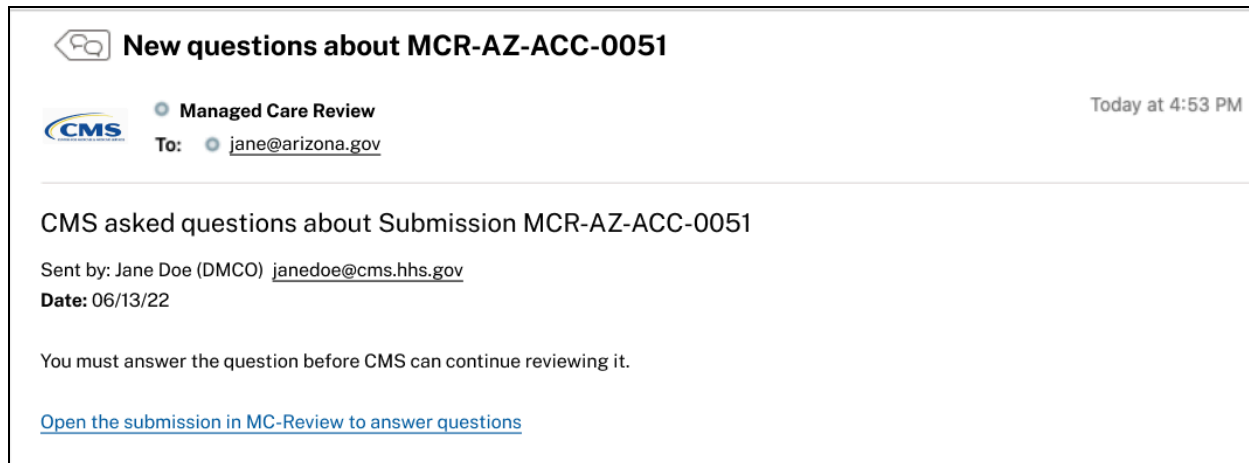 New questions about MCR-AZ-ACC-0051
Managed Care Review
Today at 4:53 PM
CMS
To: jane@arizona.gov
CMS asked questions about Submission MCR-AZ-ACC-0051
Sent by: Jane Doe (DMCO) janedoe@cms.hhs.gov
Date: 06/13/22
You must answer the question before CMS can continue reviewing it.
Open the submission in MC-Review to answer questions